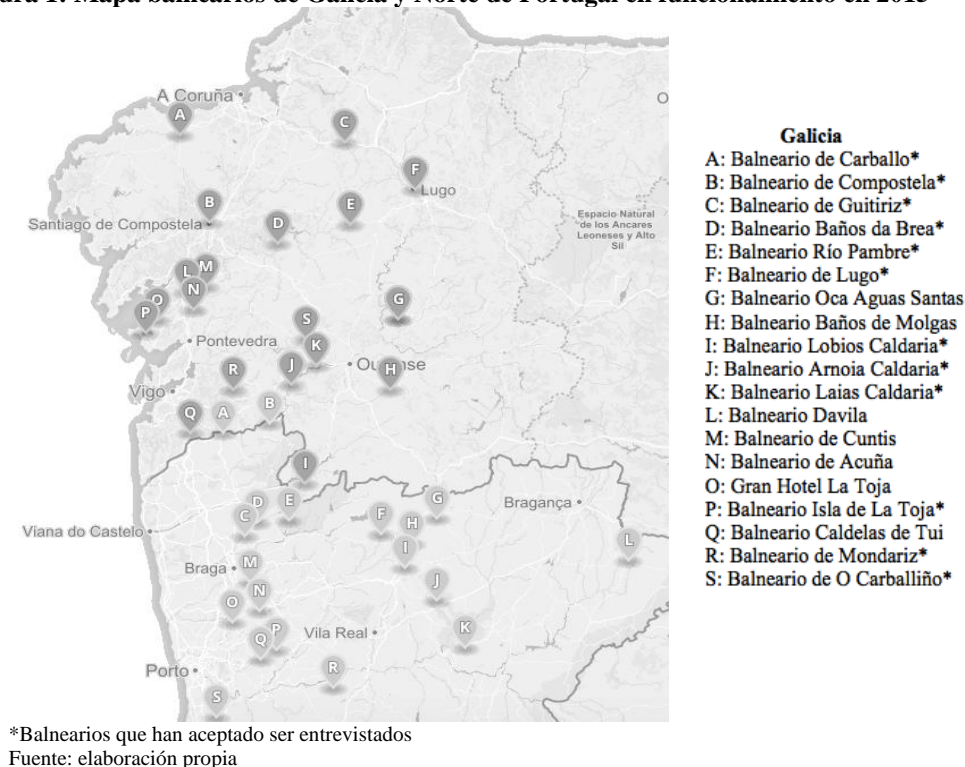 ura 1. Mapa balnearios de Galicia y Norte de Portugal en funcionamiento en
A Coruña
O
A
C
F
Lugo
B
E
Santiago de Compostela
D
Espacio Natural
de los Ancares
Leoneses y Alto
Sil
L M
N
O
P
G
S
Pontevedra
K
J
Ou nse
R
H
Vigo
Q A B
I
D E
C
G
F
H
Bragança
Viana do Castelo
I
L
M
Braga
J
N
O
P
K
Q
Vila Real
R
Porto
S
Galicia
A: Balneario de Carballo*
B: Balneario de Compostela*
C: Balneario de Guitiriz*
D: Balneario Baños da Brea*
E: Balneario Río Pambre*
F: Balneario de Lugo*
G: Balneario Oca Aguas Santas
H: Balneario Baños de Molgas
I: Balneario Lobios Caldaria*
J: Balneario Arnoia Caldaria*
K: Balneario Laias Caldaria*
L: Balneario Davila
M: Balneario de Cuntis
N: Balneario de Acuña
O: Gran Hotel La Toja
P: Balneario Isla de La Toja*
Q: Balneario Caldelas de Tui
R: Balneario de Mondariz*
S: Balneario de O Carballiño*
*Balnearios que han aceptado ser entrevistados
Fuente: elaboración propia